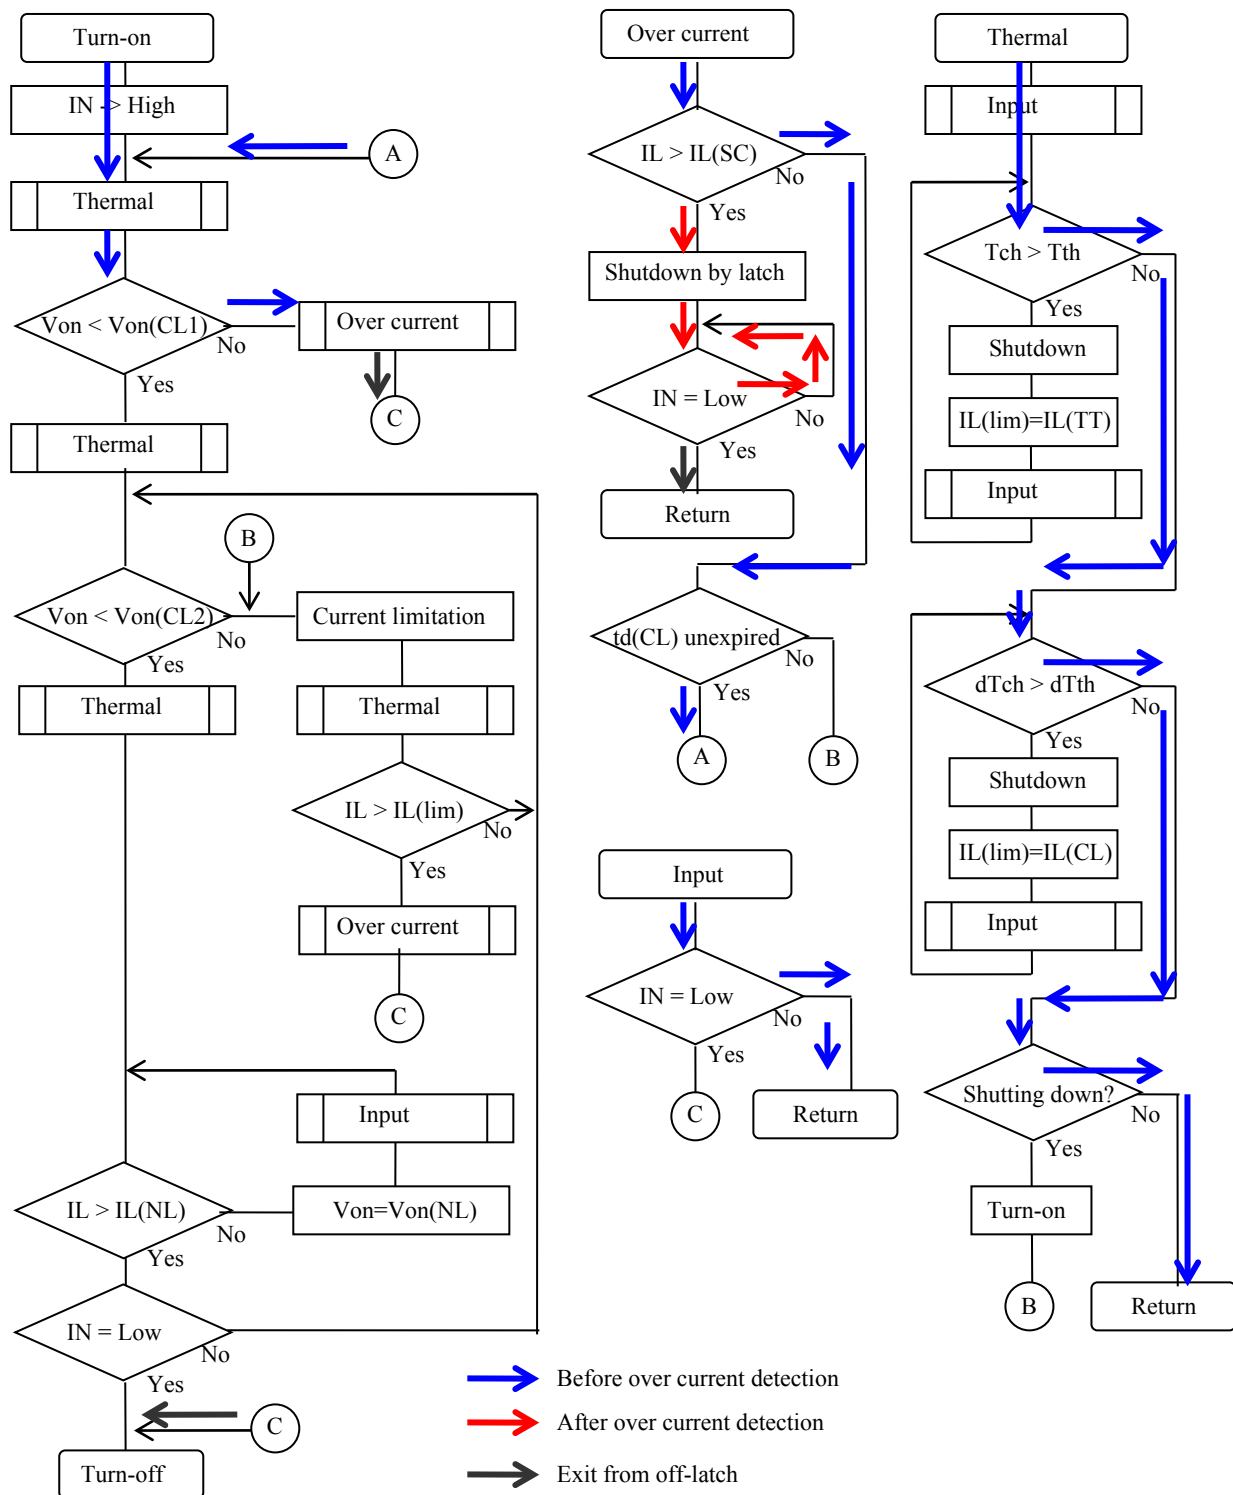 Turn-on
IN -> High
A
Thermal
Von < Von(CL1)
No
Yes
Over current
C
Thermal
B
Von < Von(CL2)
No
Yes
Current limitation
Thermal
Thermal
IL > IL(lim)
No
Yes
Over current
C
Input
IL > IL(NL)
No
Yes
Von=Von(NL)
IN = Low
No
Yes
C
Turn-off
Over current
IL > IL(SC)
No
Yes
Shutdown by latch
IN = Low
No
Yes
Return
td(CL) unexpired
No
Yes
A
B
Input
IN = Low
No
Yes
C
Return
Thermal
Input
Tch > Tth
No
Yes
Shutdown
IL(lim)=IL(TT)
Input
dTch > dTth
No
Yes
Shutdown
IL(lim)=IL(CL)
Input
Shutting down?
No
Yes
Turn-on
B
Return
Before over current detection
After over current detection
Exit from off-latch